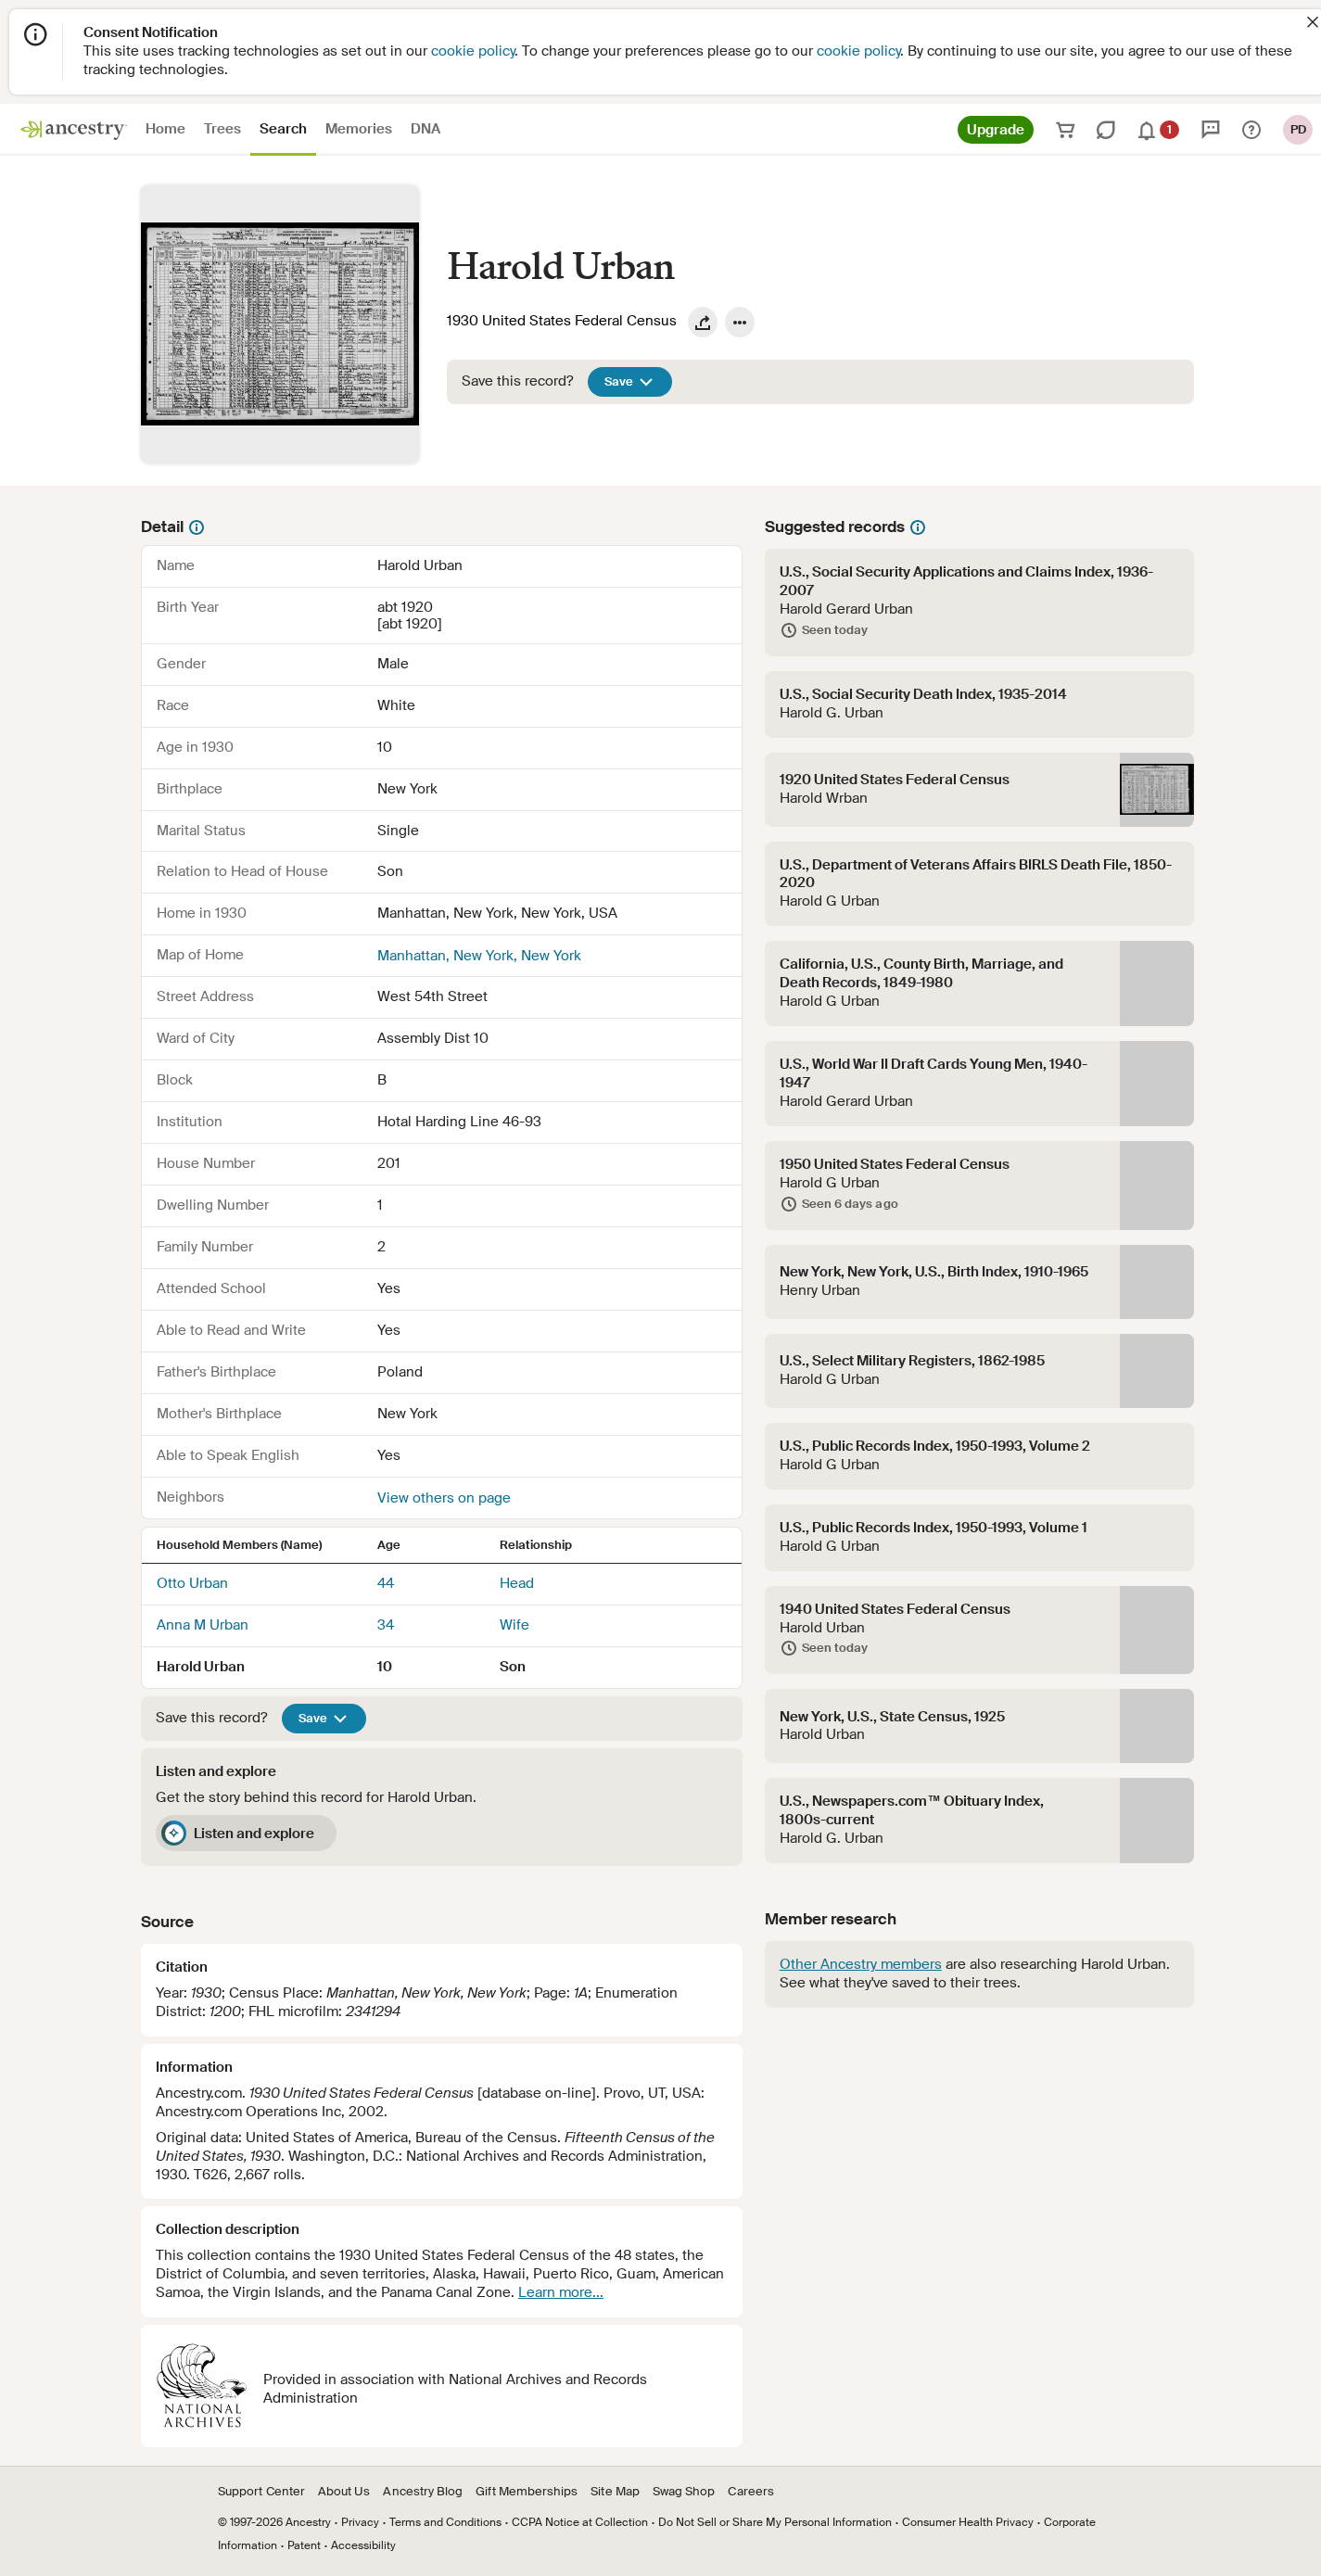 Consent Notification
This site uses tracking technologies as set out in our cookie policy. To change your preferences please go to our cookie policy. By continuing to use our site, you agree to our use of these
tracking technologies.
ancestry
Home Trees Search Memories DNA
Upgrade 1 PD
Harold Urban
1930 United States Federal Census
Save this record? Save
Detail
Name Harold Urban
Birth Year abt 1920
[abt 1920]
Gender Male
Race White
Age in 1930 10
Birthplace New York
Marital Status Single
Relation to Head of House Son
Home in 1930 Manhattan, New York, New York, USA
Map of Home Manhattan, New York, New York
Street Address West 54th Street
Ward of City Assembly Dist 10
Block B
Institution Hotal Harding Line 46-93
House Number 201
Dwelling Number 1
Family Number 2
Attended School Yes
Able to Read and Write Yes
Father's Birthplace Poland
Mother's Birthplace New York
Able to Speak English Yes
Neighbors View others on page
Household Members (Name) Age Relationship
Otto Urban 44 Head
Anna M Urban 34 Wife
Harold Urban 10 Son
Save this record? Save
Listen and explore
Get the story behind this record for Harold Urban.
Listen and explore
Suggested records
U.S., Social Security Applications and Claims Index, 1936-
2007
Harold Gerard Urban
Seen today
U.S., Social Security Death Index, 1935-2014
Harold G. Urban
1920 United States Federal Census
Harold Wrban
U.S., Department of Veterans Affairs BIRLS Death File, 1850-
2020
Harold G Urban
California, U.S., County Birth, Marriage, and
Death Records, 1849-1980
Harold G Urban
U.S., World War II Draft Cards Young Men, 1940-
1947
Harold Gerard Urban
1950 United States Federal Census
Harold G Urban
Seen 6 days ago
New York, New York, U.S., Birth Index, 1910-1965
Henry Urban
U.S., Select Military Registers, 1862-1985
Harold G Urban
U.S., Public Records Index, 1950-1993, Volume 2
Harold G Urban
U.S., Public Records Index, 1950-1993, Volume 1
Harold G Urban
1940 United States Federal Census
Harold Urban
Seen today
New York, U.S., State Census, 1925
Harold Urban
U.S., Newspapers.com™ Obituary Index,
1800s-current
Harold G. Urban
Source
Citation
Year: 1930; Census Place: Manhattan, New York, New York; Page: 1A; Enumeration
District: 1200; FHL microfilm: 2341294
Information
Ancestry.com. 1930 United States Federal Census [database on-line]. Provo, UT, USA:
Ancestry.com Operations Inc, 2002.
Original data: United States of America, Bureau of the Census. Fifteenth Census of the
United States, 1930. Washington, D.C.: National Archives and Records Administration,
1930. T626, 2,667 rolls.
Collection description
This collection contains the 1930 United States Federal Census of the 48 states, the
District of Columbia, and seven territories, Alaska, Hawaii, Puerto Rico, Guam, American
Samoa, the Virgin Islands, and the Panama Canal Zone. Learn more...
NATIONAL
ARCHIVES
Provided in association with National Archives and Records
Administration
Member research
Other Ancestry members are also researching Harold Urban.
See what they've saved to their trees.
Support Center About Us Ancestry Blog Gift Memberships Site Map Swag Shop Careers
© 1997-2026 Ancestry · Privacy · Terms and Conditions · CCPA Notice at Collection · Do Not Sell or Share My Personal Information · Consumer Health Privacy · Corporate
Information · Patent · Accessibility